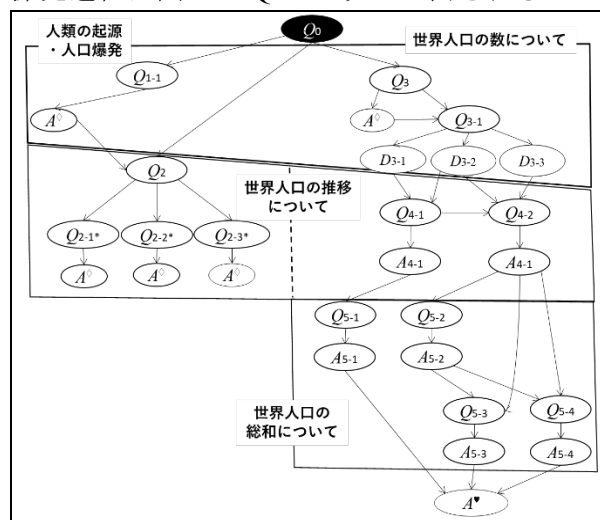 Q0
人類の起源
・人口爆発
世界人口の数について
Q1-1
Q3
A◊
A◊
Q3-1
D3-1
D3-2
D3-3
Q2
世界人口の推移
について
Q4-1
Q4-2
Q2-1*
Q2-2*
Q2-3*
A◊
A◊
A◊
A4-1
A4-1
Q5-1
Q5-2
A5-1
A5-2
Q5-3
Q5-4
世界人口の
総和について
A5-3
A5-4
A♥